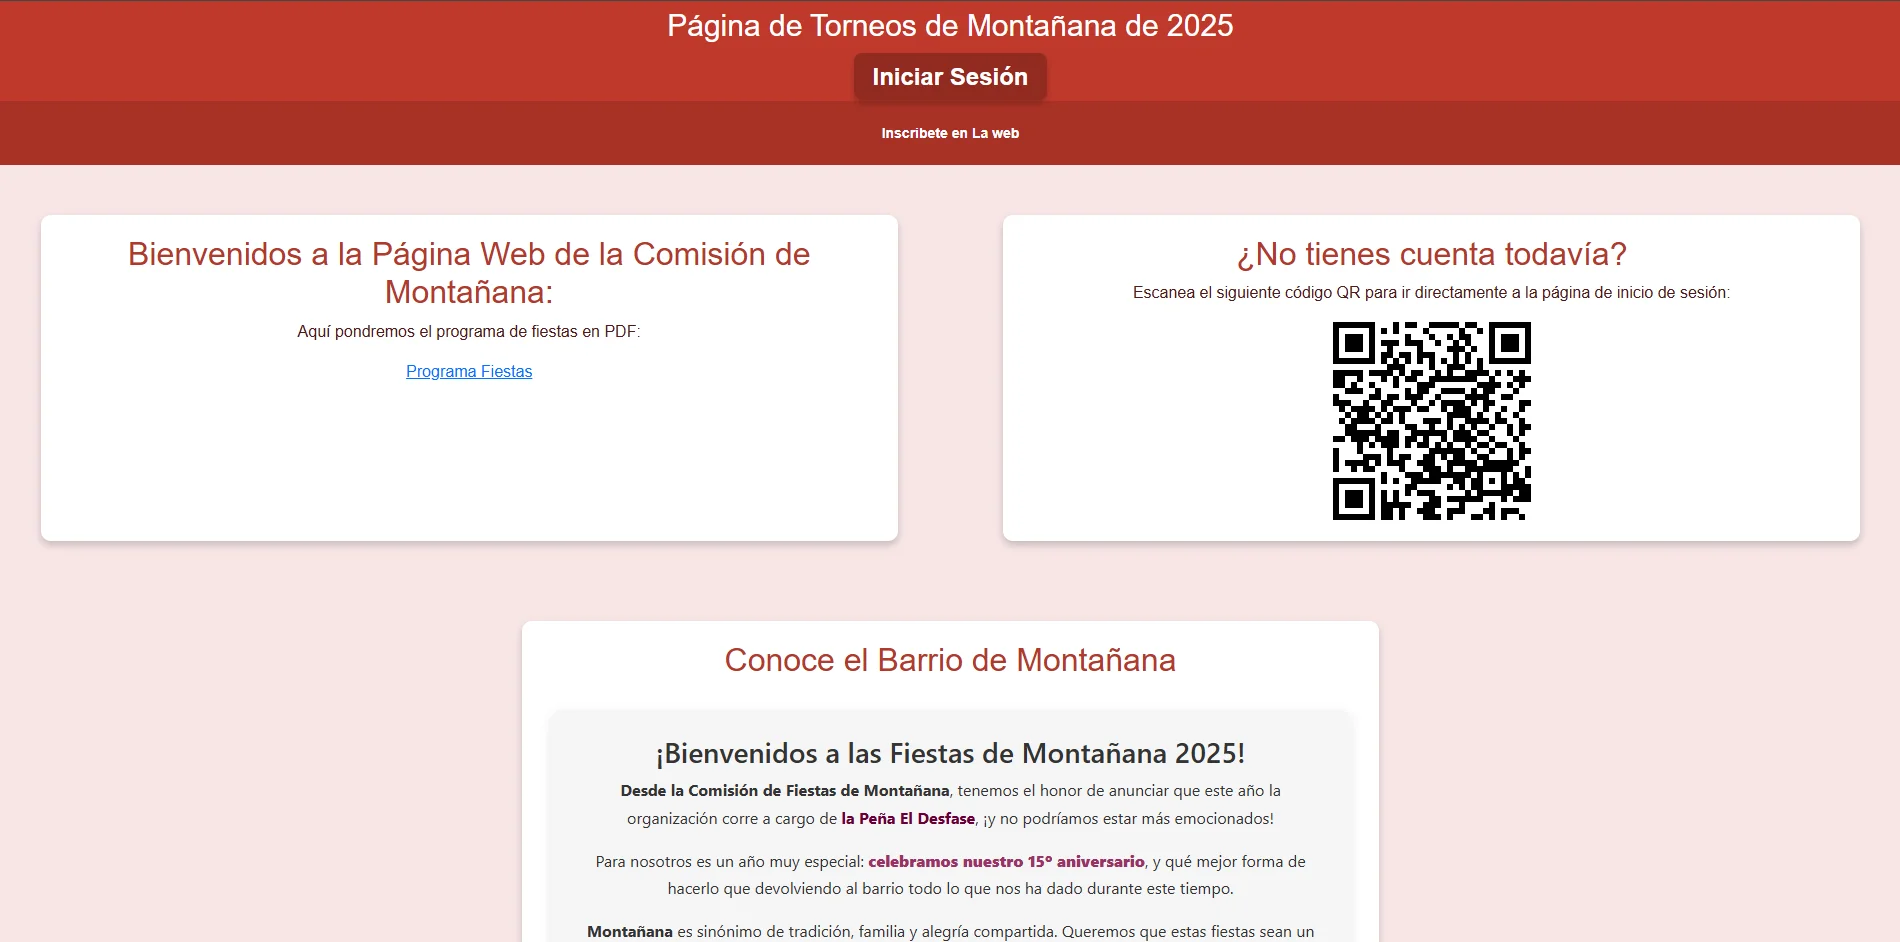 Página de Torneos de Montañana de 2025
Iniciar Sesión
Inscríbete en La web
Bienvenidos a la Página Web de la Comisión de
Montañana:
Aquí pondremos el programa de fiestas en PDF:
Programa Fiestas
¿No tienes cuenta todavía?
Escanea el siguiente código QR para ir directamente a la página de inicio de sesión:
Conoce el Barrio de Montañana
¡Bienvenidos a las Fiestas de Montañana 2025!
Desde la Comisión de Fiestas de Montañana, tenemos el honor de anunciar que este año la
organización corre a cargo de la Peña El Desfase, ¡y no podríamos estar más emocionados!
Para nosotros es un año muy especial: celebramos nuestro 15º aniversario, y qué mejor forma de
hacerlo que devolviendo al barrio todo lo que nos ha dado durante este tiempo.
Montañana es sinónimo de tradición, familia y alegría compartida. Queremos que estas fiestas sean un